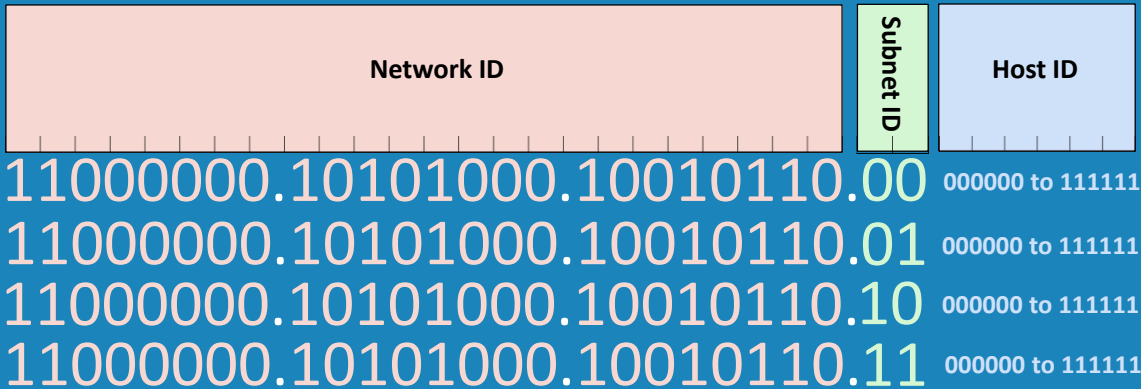 Network ID
Subnet ID
Host ID
11000000.10101000.10010110.00 000000 to 111111
11000000.10101000.10010110.01 000000 to 111111
11000000.10101000.10010110.10 000000 to 111111
11000000.10101000.10010110.11 000000 to 111111